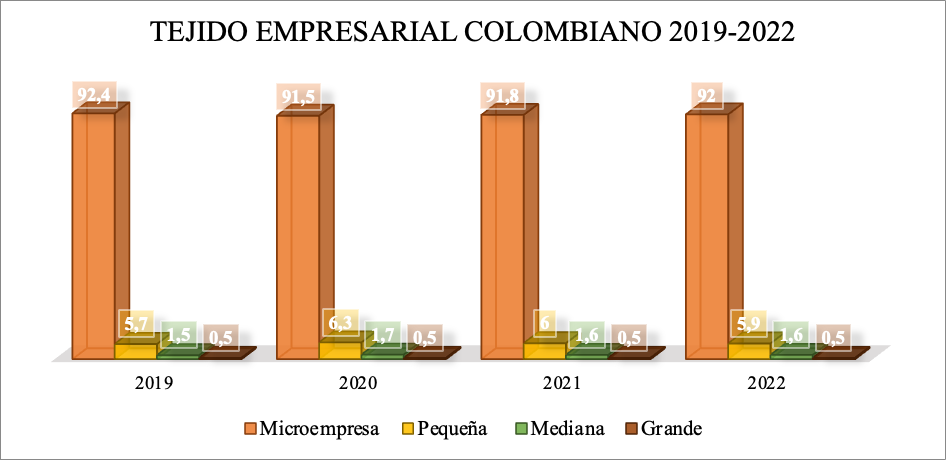 TEJIDO EMPRESARIAL COLOMBIANO 2019-2022
92,4 91,5 91,8 92
5,7 1,5 0,5 6,3 1,7 0,5 6 1,6 0,5 5,9 1,6 0,5
2019 2020 2021 2022
Microempresa Pequeña Mediana Grande